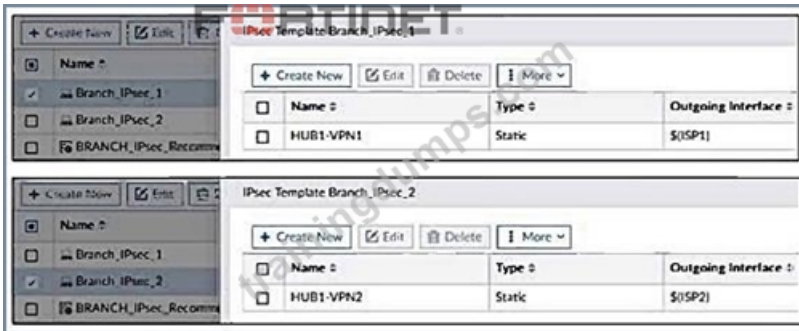 FORTINET
+ Create New Edit
IPsec Template Branch_IPsec_1
Name
Branch_IPsec_1
Branch_IPsec_2
BRANCH_IPsec_Recomme
+ Create New Edit Delete More
Name Type Outgoing Interface
HUB1-VPN1 Static $(ISP1)
trainingdumps.com
+ Create New Edit
IPsec Template Branch_IPsec_2
Name
Branch_IPsec_1
Branch_IPsec_2
BRANCH_IPsec_Recomme
+ Create New Edit Delete More
Name Type Outgoing Interface
HUB1-VPN2 Static $(ISP2)